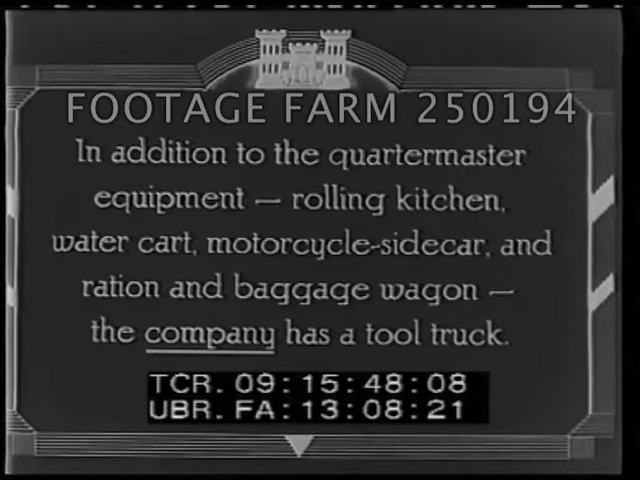 FOOTAGE FARM 250194
In addition to the quartermaster
equipment — rolling kitchen,
water cart, motorcycle-sidecar, and
ration and baggage wagon —
the company has a tool truck.
TCR. 09:15:48:08
UBR. FA:13:08:21